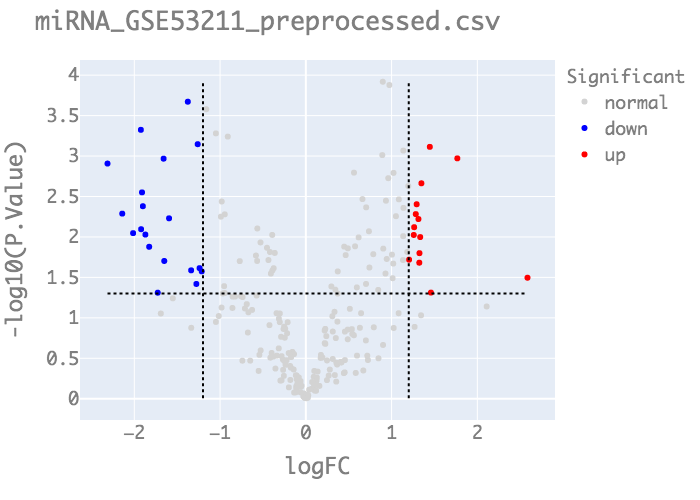 miRNA_GSE53211_preprocessed.csv
Significant
normal
down
up
-log10(P.Value)
4
3.5
3
2.5
2
1.5
1
0.5
0
−2
−1
0
1
2
logFC